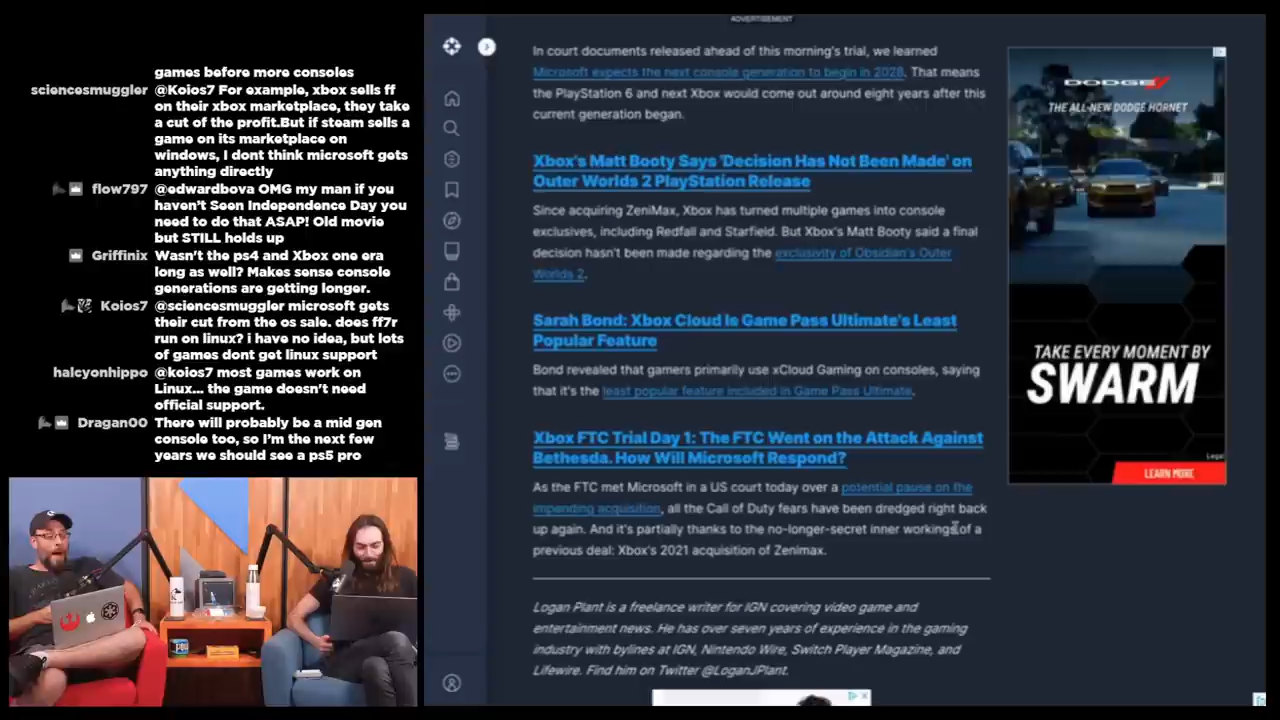 games before more consoles
sciencesmuggler @Koios7 For example, xbox sells ff
on their xbox marketplace, they take
a cut of the profit.But if steam sells a
game on its marketplace on
windows, I dont think microsoft gets
anything directly
flow797 @edwardbova OMG my man if you
haven't Seen Independence Day you
need to do that ASAP! Old movie
but STILL holds up
Griffinix Wasn't the ps4 and Xbox one era
long as well? Makes sense console
generations are getting longer.
Koios7 @sciencesmuggler microsoft gets
their cut from the os sale. does ff7r
run on linux? i have no idea, but lots
of games dont get linux support
halcyonhippo @koios7 most games work on
Linux... the game doesn't need
official support.
Dragan00 There will probably be a mid gen
console too, so I'm the next few
years we should see a ps5 pro
ADVERTISEMENT
In court documents released ahead of this morning's trial, we learned
Microsoft expects the next console generation to begin in 2028. That means
the PlayStation 6 and next Xbox would come out around eight years after this
current generation began.
Xbox's Matt Booty Says 'Decision Has Not Been Made' on
Outer Worlds 2 PlayStation Release
Since acquiring ZeniMax, Xbox has turned multiple games into console
exclusives, including Redfall and Starfield. But Xbox's Matt Booty said a final
decision hasn't been made regarding the exclusivity of Obsidian's Outer
Worlds 2.
Sarah Bond: Xbox Cloud Is Game Pass Ultimate's Least
Popular Feature
Bond revealed that gamers primarily use xCloud Gaming on consoles, saying
that it's the least popular feature included in Game Pass Ultimate.
Xbox FTC Trial Day 1: The FTC Went on the Attack Against
Bethesda. How Will Microsoft Respond?
As the FTC met Microsoft in a US court today over a potential pause on the
impending acquisition, all the Call of Duty fears have been dredged right back
up again. And it's partially thanks to the no-longer-secret inner workings of a
previous deal: Xbox's 2021 acquisition of Zenimax.
Logan Plant is a freelance writer for IGN covering video game and
entertainment news. He has over seven years of experience in the gaming
industry with bylines at IGN, Nintendo Wire, Switch Player Magazine, and
Lifewire. Find him on Twitter @LoganJPlant.
DODGE
THE ALL-NEW DODGE HORNET
TAKE EVERY MOMENT BY
SWARM
Legal
LEARN MORE